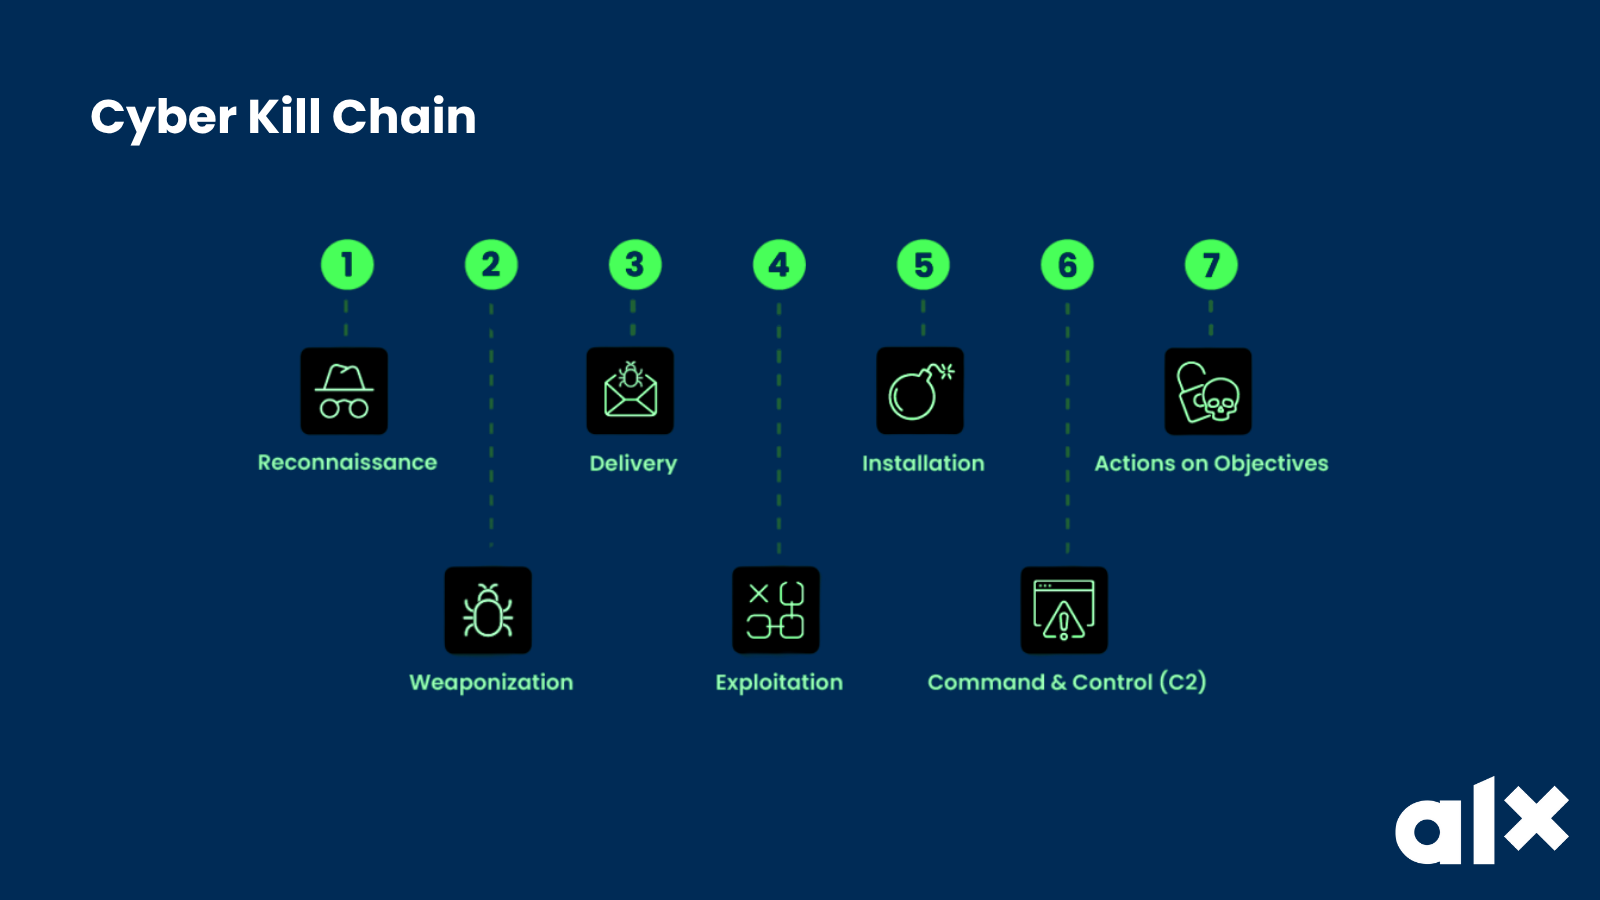 Cyber Kill Chain
1 2 3 4 5 6 7
Reconnaissance
Delivery
Installation
Actions on Objectives
Weaponization
Exploitation
Command & Control (C2)
alx